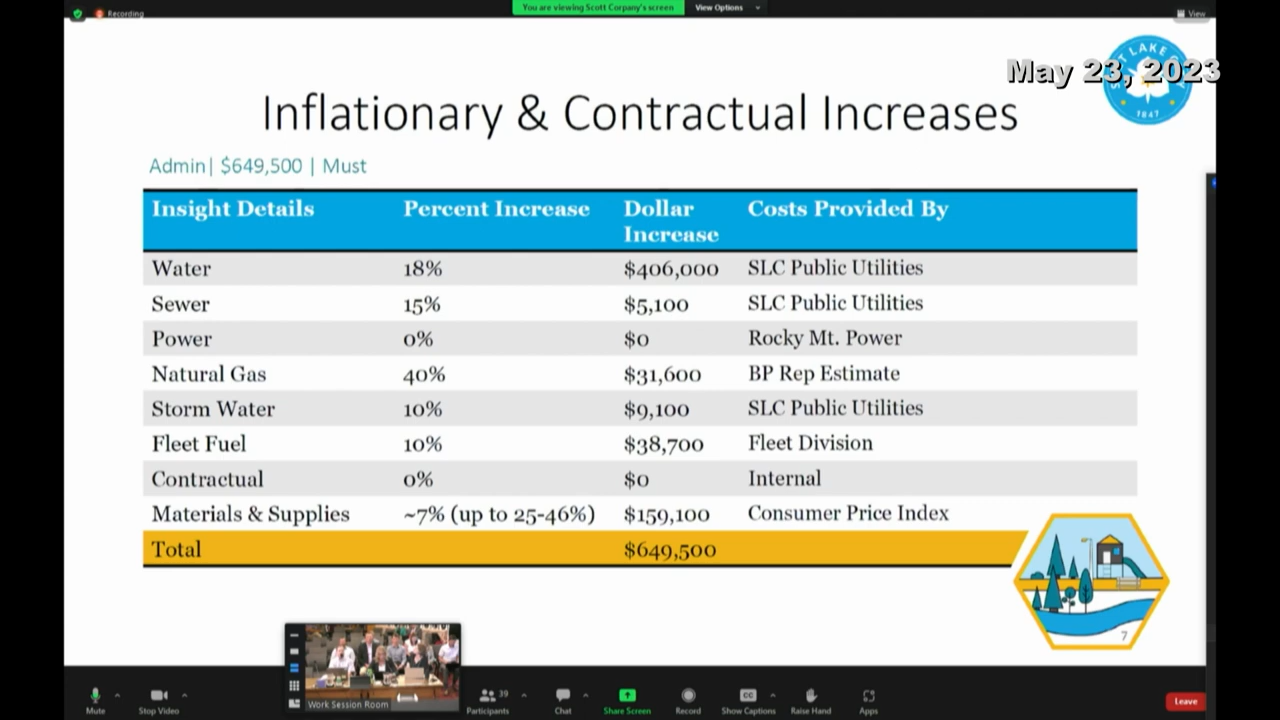 Recording
You are viewing Scott Corpany's screen
View Options
View
May 23, 2023
LAKE
1847
Inflationary & Contractual Increases
Admin| $649,500 | Must
Insight Details Percent Increase Dollar Increase Costs Provided By
Water 18% $406,000 SLC Public Utilities
Sewer 15% $5,100 SLC Public Utilities
Power 0% $0 Rocky Mt. Power
Natural Gas 40% $31,600 BP Rep Estimate
Storm Water 10% $9,100 SLC Public Utilities
Fleet Fuel 10% $38,700 Fleet Division
Contractual 0% $0 Internal
Materials & Supplies ~7% (up to 25-46%) $159,100 Consumer Price Index
Total $649,500
7
Work Session Room
Mute
Stop Video
Participants 39
Chat
Share Screen
Record
CC
Show Captions
Raise Hand
Apps
Leave